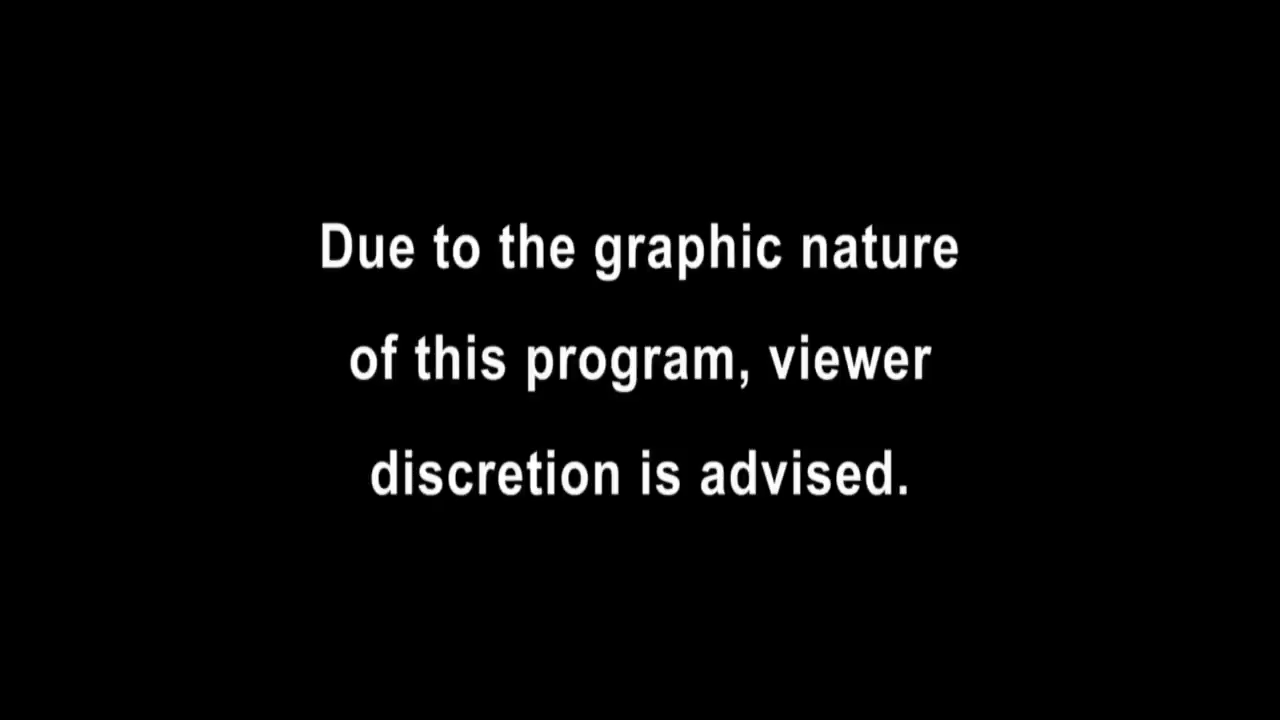 Due to the graphic nature
of this program, viewer
discretion is advised.